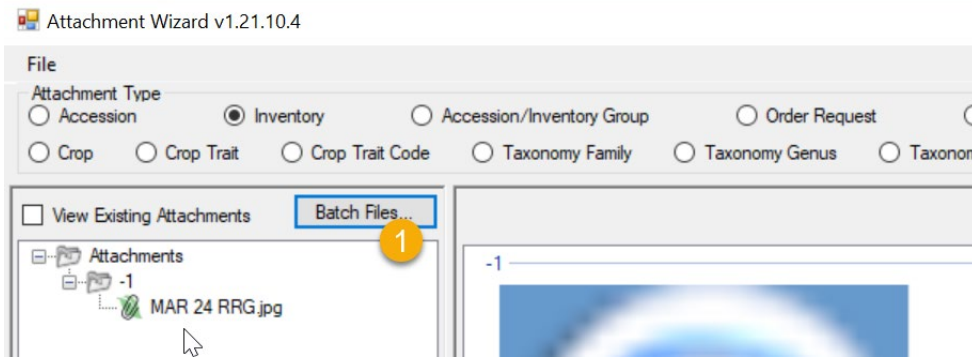 Attachment Wizard v1.21.10.4
File
Attachment Type
Accession Inventory Accession/Inventory Group Order Request
Crop Crop Trait Crop Trait Code Taxonomy Family Taxonomy Genus
View Existing Attachments Batch Files...
1
Attachments
-1
-1
MAR 24 RRG.jpg